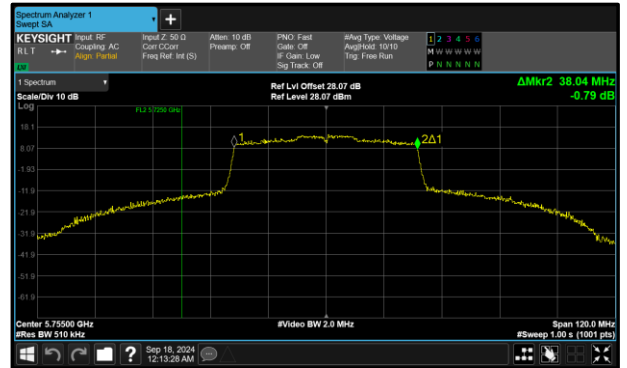 Spectrum Analyzer 1
Swept SA
+
KEYSIGHT Input: RF Input Z: 50 Ω Atten: 10 dB PNO: Fast #Avg Type: Voltage 1 2 3 4 5 6
RLT Coupling: AC Corr CCorr Preamp: Off Gate: Off Avg|Hold: 10/10 M W W W W W
Align: Partial Freq Ref: Int (S) IF Gain: Low Trig: Free Run
Sig Track: Off P N N N N N
LXI
1 Spectrum
Ref Lvl Offset 28.07 dB ΔMkr2 38.04 MHz
Scale/Div 10 dB Ref Level 28.07 dBm -0.79 dB
Log
FL2 5.7250 GHz
18.1
1 2Δ1
8.07
-1.93
-11.9
-21.9
-31.9
-41.9
-51.9
-61.9
Center 5.75500 GHz #Video BW 2.0 MHz Span 120.0 MHz
#Res BW 510 kHz #Sweep 1.00 s (1001 pts)
? Sep 18, 2024
12:13:28 AM